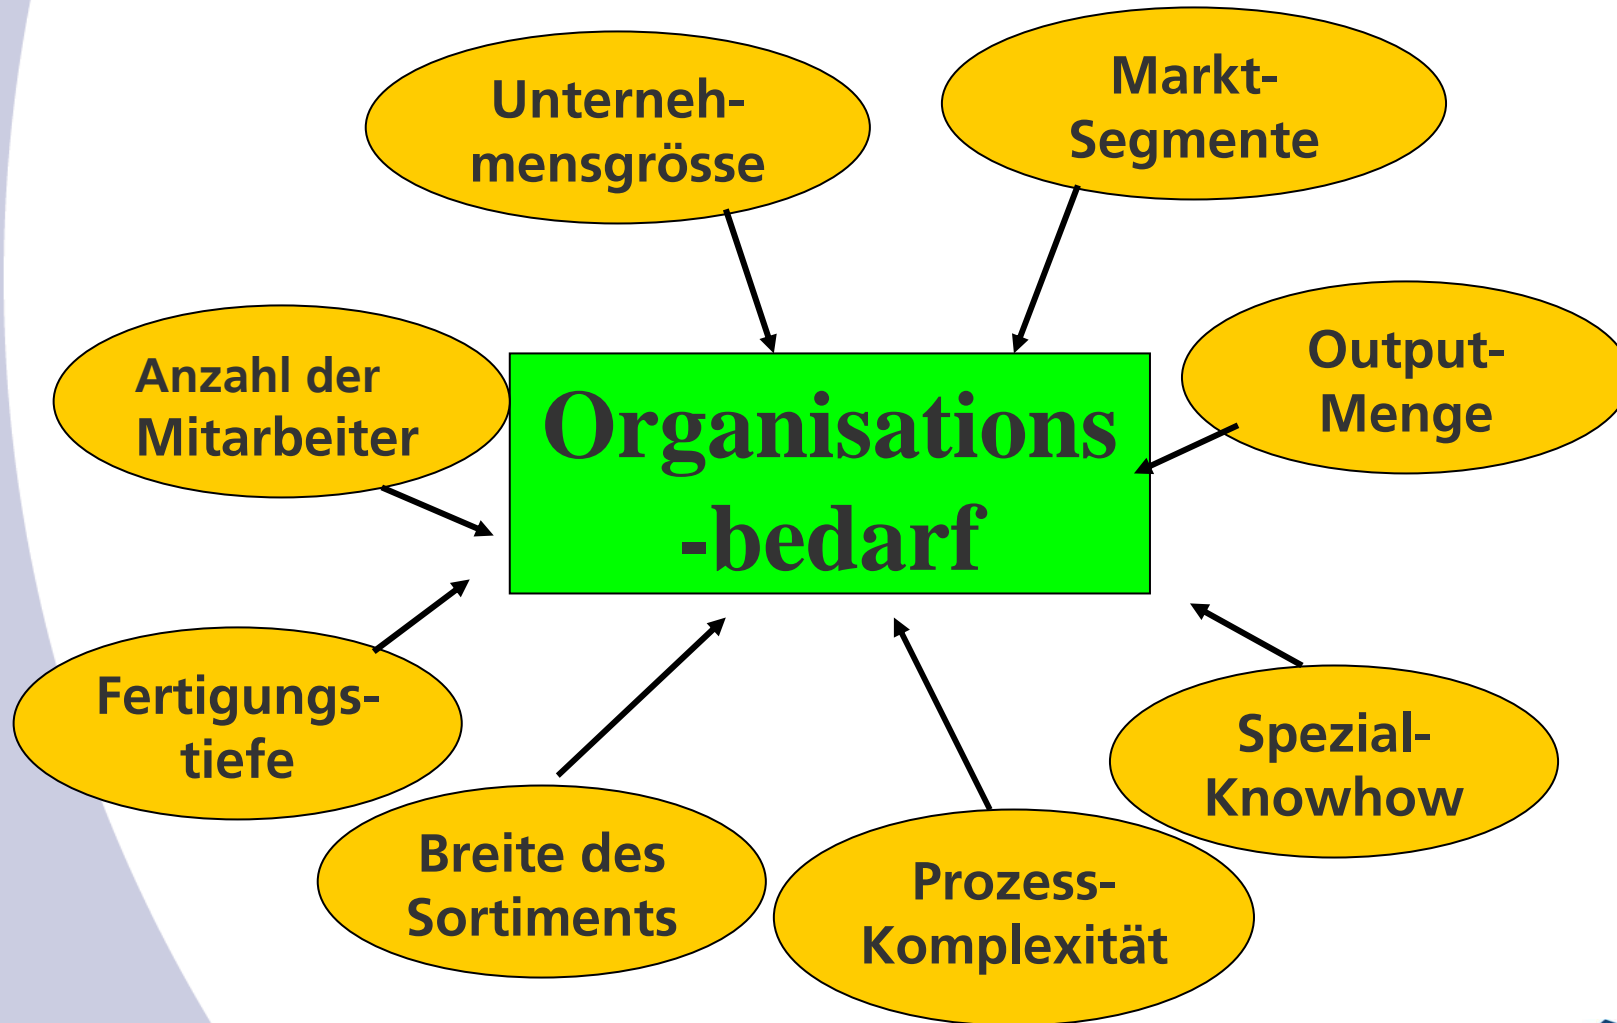 Unterneh-
mensgrösse
Markt-
Segmente
Anzahl der
Mitarbeiter
Organisations
-bedarf
Output-
Menge
Fertigungs-
tiefe
Breite des
Sortiments
Prozess-
Komplexität
Spezial-
Knowhow